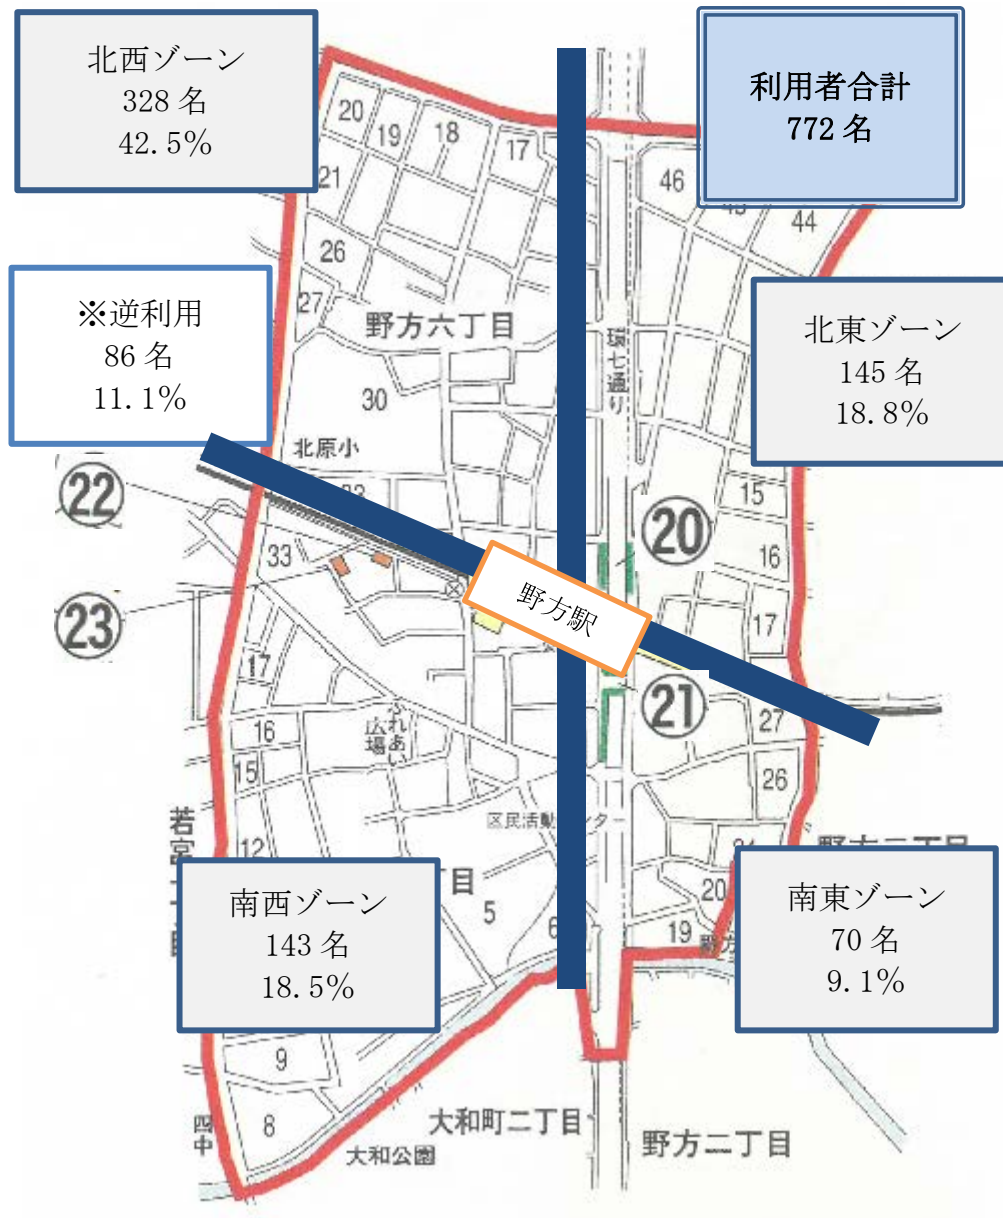 北西ゾーン
328 名
42.5%
利用者合計
772 名
※逆利用
86 名
11.1%
北東ゾーン
145 名
18.8%
南西ゾーン
143 名
18.5%
南東ゾーン
70 名
9.1%
野方駅
20
19
18
17
21
26
27
46
44
野方六丁目
環七通り
30
北原小
22
33
23
20
21
15
16
17
27
26
17
16
15
12
ふれあい
広場
区民活動
ンター
若宮
丁目
5
6
20
19
9
8
四中
大和公園
大和町二丁目
野方二丁目